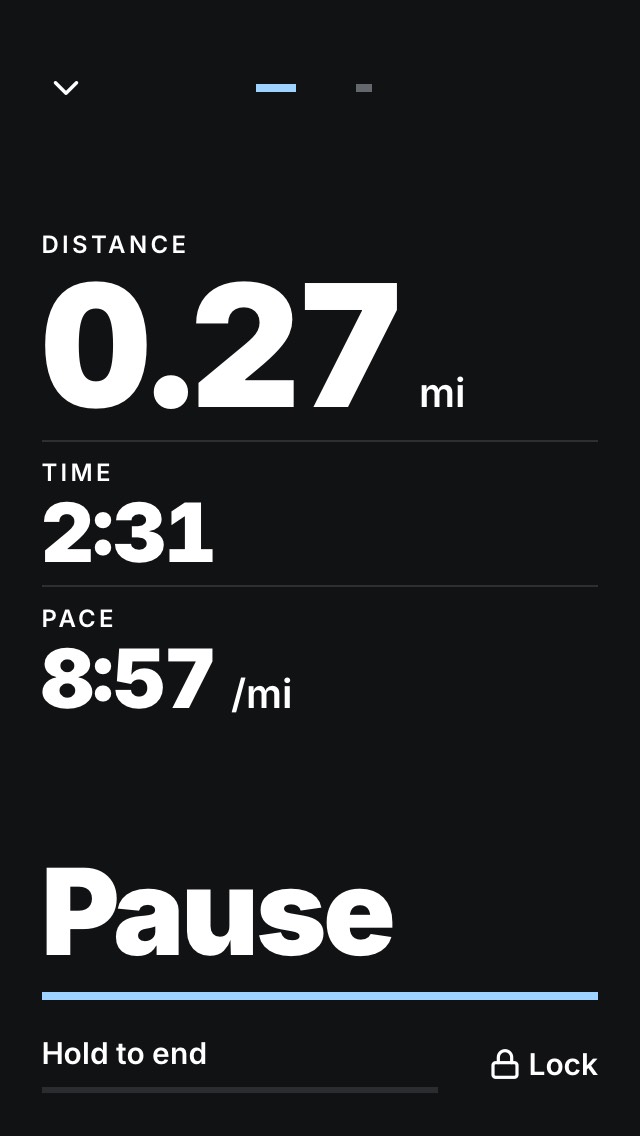 DISTANCE
0.27 mi
TIME
2:31
PACE
8:57 /mi
Pause
Hold to end
Lock